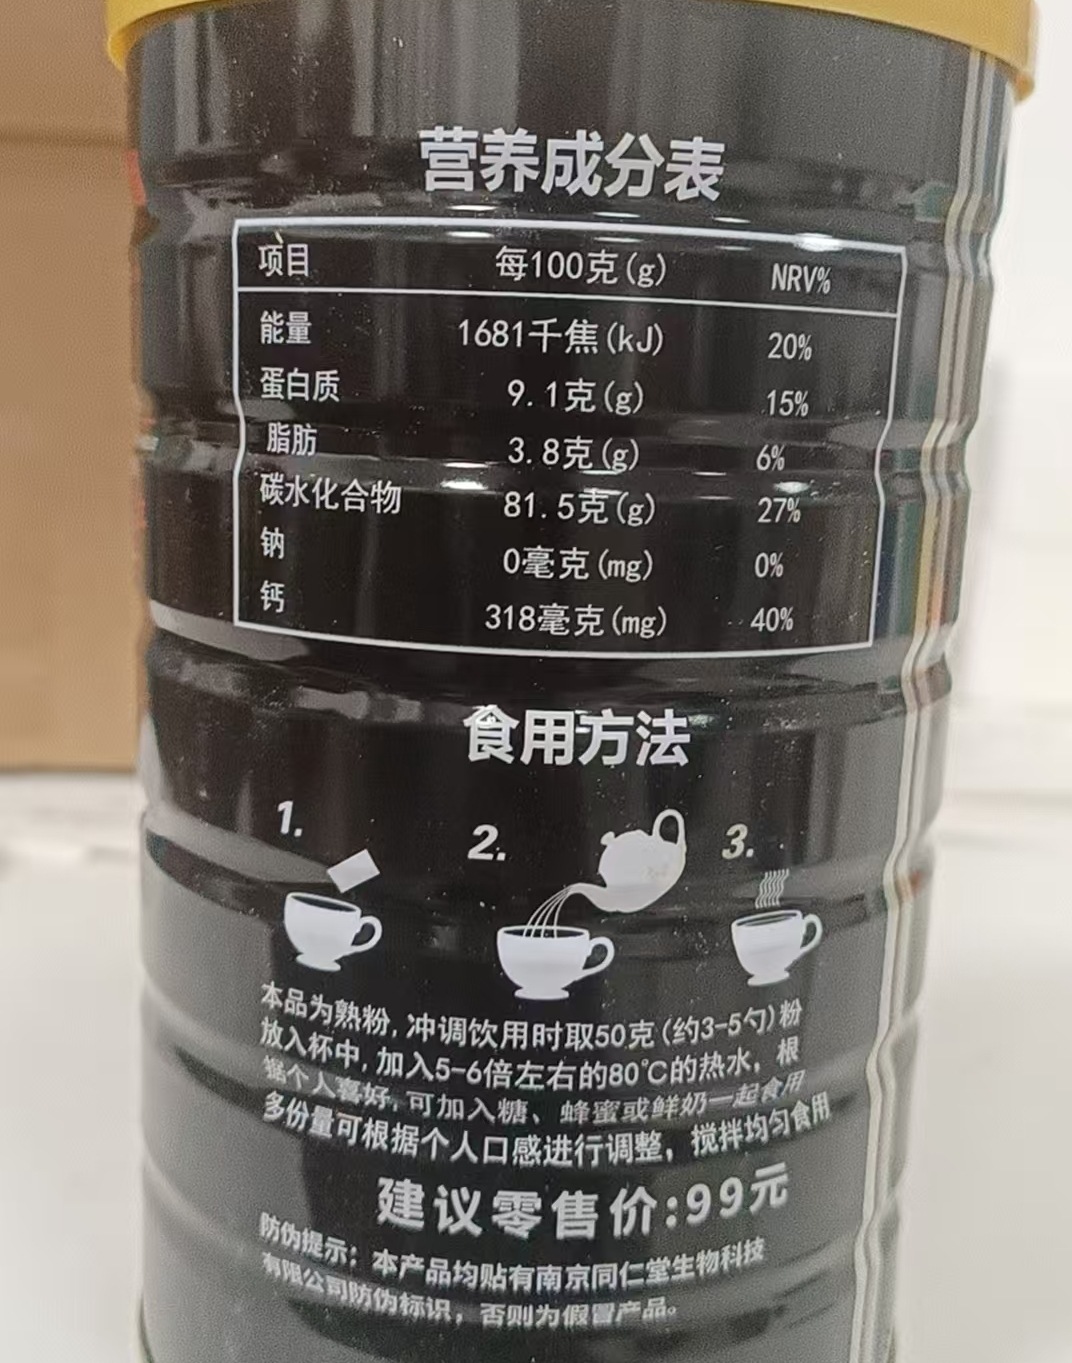 营养成分表
项目 每100克(g) NRV%
能量 1681千焦(kJ) 20%
蛋白质 9.1克(g) 15%
脂肪 3.8克(g) 6%
碳水化合物 81.5克(g) 27%
钠 0毫克(mg) 0%
钙 318毫克(mg) 40%
食用方法
1. 2. 3.
本品为熟粉,冲调饮用时取50克(约3-5勺)粉
放入杯中,加入5-6倍左右的80℃的热水,根
据个人喜好,可加入糖、蜂蜜或鲜奶一起食用
多份量可根据个人口感进行调整,搅拌均匀食用
建议零售价:99元
防伪提示:本产品均贴有南京同仁堂生物科技
有限公司防伪标识,否则为假冒产品。